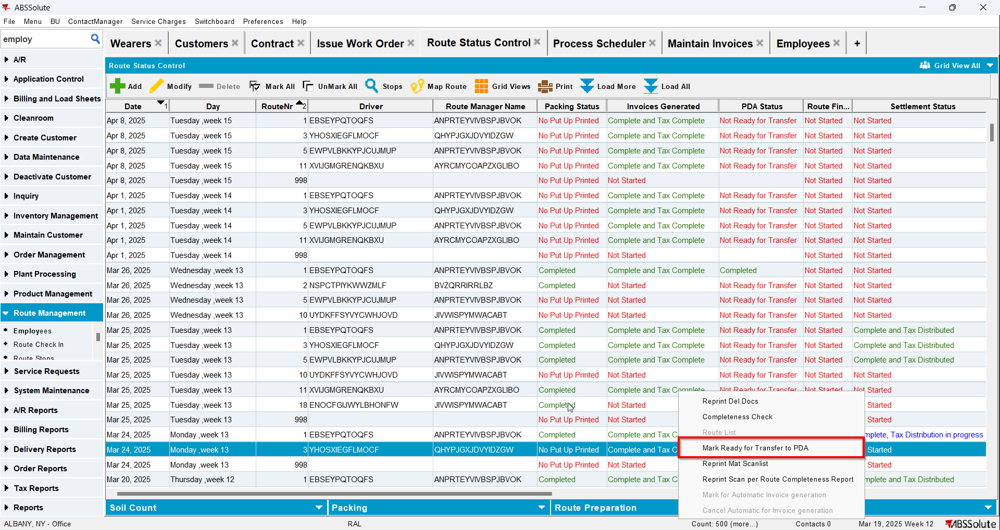 ABSSolute
File Menu BU ContactManager Service Charges Switchboard Preferences Help
employ
Wearers Customers Contract Issue Work Order Route Status Control Process Scheduler Maintain Invoices Employees +
Route Status Control Grid View All
Add Modify Delete Mark All UnMark All Stops Map Route Grid Views Print Load More Load All
A/R
Application Control
Billing and Load Sheets
Cleanroom
Create Customer
Data Maintenance
Deactivate Customer
Inquiry
Inventory Management
Maintain Customer
Order Management
Plant Processing
Product Management
Route Management
Employees
Route Check In
Route Stops
Service Requests
System Maintenance
A/R Reports
Billing Reports
Delivery Reports
Order Reports
Tax Reports
Reports
Date 1 Day RouteNr 2 Driver Route Manager Name Packing Status Invoices Generated PDA Status Route Fin... Settlement Status
Apr 8, 2025 Tuesday ,week 15 1 EBSEYPQTOQFS ANPRTEYVIVBSPJBVOK No Put Up Printed Complete and Tax Complete Not Ready for Transfer Not Started Not Started
Apr 8, 2025 Tuesday ,week 15 3 YHOSXIEGFLMOCF QHYPJGXJDVYIDZGW No Put Up Printed Complete and Tax Complete Not Ready for Transfer Not Started Not Started
Apr 8, 2025 Tuesday ,week 15 5 EWPVLBKKYPJCUJMUP ANPRTEYVIVBSPJBVOK No Put Up Printed Complete and Tax Complete Not Ready for Transfer Not Started Not Started
Apr 8, 2025 Tuesday ,week 15 11 XVIJGMGRENQKBXU AYRCMYCOAPZXGLIBO No Put Up Printed Complete and Tax Complete Not Ready for Transfer Not Started Not Started
Apr 8, 2025 Tuesday ,week 15 998 No Put Up Printed Not Started Not Started Not Started
Apr 1, 2025 Tuesday ,week 14 1 EBSEYPQTOQFS ANPRTEYVIVBSPJBVOK No Put Up Printed Complete and Tax Complete Not Ready for Transfer Not Started Not Started
Apr 1, 2025 Tuesday ,week 14 3 YHOSXIEGFLMOCF QHYPJGXJDVYIDZGW No Put Up Printed Complete and Tax Complete Not Ready for Transfer Not Started Not Started
Apr 1, 2025 Tuesday ,week 14 5 EWPVLBKKYPJCUJMUP ANPRTEYVIVBSPJBVOK No Put Up Printed Complete and Tax Complete Not Ready for Transfer Not Started Not Started
Apr 1, 2025 Tuesday ,week 14 11 XVIJGMGRENQKBXU AYRCMYCOAPZXGLIBO No Put Up Printed Complete and Tax Complete Not Ready for Transfer Not Started Not Started
Apr 1, 2025 Tuesday ,week 14 998 No Put Up Printed Not Started Not Started Not Started
Mar 26, 2025 Wednesday ,week 13 1 EBSEYPQTOQFS ANPRTEYVIVBSPJBVOK Completed Complete and Tax Complete Completed Not Started Not Started
Mar 26, 2025 Wednesday ,week 13 2 NSPCTPIYKWWZMLF BVZQRRIRRLBZ Completed Not Started Not Ready for Transfer Not Started Not Started
Mar 26, 2025 Wednesday ,week 13 5 EWPVLBKKYPJCUJMUP ANPRTEYVIVBSPJBVOK No Put Up Printed Not Started Not Ready for Transfer Not Started Not Started
Mar 26, 2025 Wednesday ,week 13 10 UYDKFFSYVYCWHJOVD JIVWISPYMWACABT No Put Up Printed Not Started Not Ready for Transfer Not Started Not Started
Mar 25, 2025 Tuesday ,week 13 1 EBSEYPQTOQFS ANPRTEYVIVBSPJBVOK Completed Complete and Tax Complete Not Ready for Transfer Not Started Complete and Tax Distributed
Mar 25, 2025 Tuesday ,week 13 3 YHOSXIEGFLMOCF QHYPJGXJDVYIDZGW Completed Complete and Tax Complete Not Ready for Transfer Not Started Complete and Tax Distributed
Mar 25, 2025 Tuesday ,week 13 5 EWPVLBKKYPJCUJMUP ANPRTEYVIVBSPJBVOK Completed Complete and Tax Complete Not Ready for Transfer Not Started Complete and Tax Distributed
Mar 25, 2025 Tuesday ,week 13 10 UYDKFFSYVYCWHJOVD JIVWISPYMWACABT No Put Up Printed Not Started Not Ready for Transfer Not Started Not Started
Mar 25, 2025 Tuesday ,week 13 11 XVIJGMGRENQKBXU AYRCMYCOAPZXGLIBO Completed Complete and Tax Complete Not Ready for Transfer Not Started Not Started
Mar 25, 2025 Tuesday ,week 13 18 ENOCFGIJWYLBHONFW JIVWISPYMWACABT Completed Not Started Started
Mar 25, 2025 Tuesday ,week 13 998 No Put Up Printed Not Started Started
Mar 24, 2025 Monday ,week 13 1 EBSEYPQTOQFS ANPRTEYVIVBSPJBVOK Completed Complete and Tax C mplete, Tax Distribution in progress
Mar 24, 2025 Monday ,week 13 3 YHOSXIEGFLMOCF QHYPJGXJDVYIDZGW No Put Up Printed Complete and Tax C Started
Mar 24, 2025 Monday ,week 13 998 No Put Up Printed Not Started Started
Mar 20, 2025 Thursday ,week 12 1 EBSEYPQTOQFS ANPRTEYVIVBSPJBVOK Completed Complete and Tax C mplete and Tax Distributed
Reprint Del.Docs
Completeness Check
Route List
Mark Ready for Transfer to PDA
Reprint Mat Scanlist
Reprint Scan per Route Completeness Report
Mark for Automatic Invoice generation
Cancel Automatic for Invoice generation
Soil Count Packing Route Preparation
ALBANY, NY - Office RAL Count: 500 (more...) Contacts 0 Mar 19, 2025 Week 12 ABSSolute